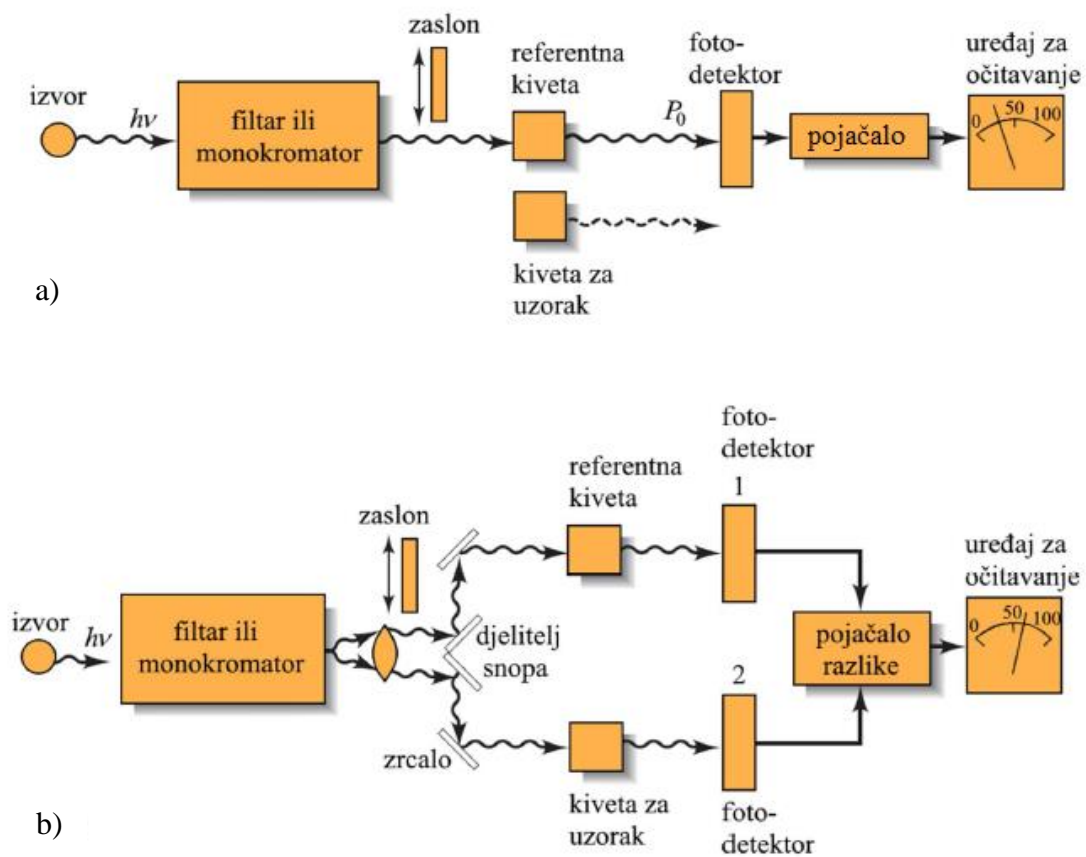 zaslon
izvor
hν
filtar ili
monokromator
referentna
kiveta
P₀
foto-
detektor
pojačalo
uređaj za
očitavanje
0 50 100
kiveta za
uzorak
a)
zaslon
izvor
hν
filtar ili
monokromator
djelitelj
snopa
zrcalo
referentna
kiveta
foto-
detektor
1
kiveta za
uzorak
2
foto-
detektor
pojačalo
razlike
uređaj za
očitavanje
0 50 100
b)